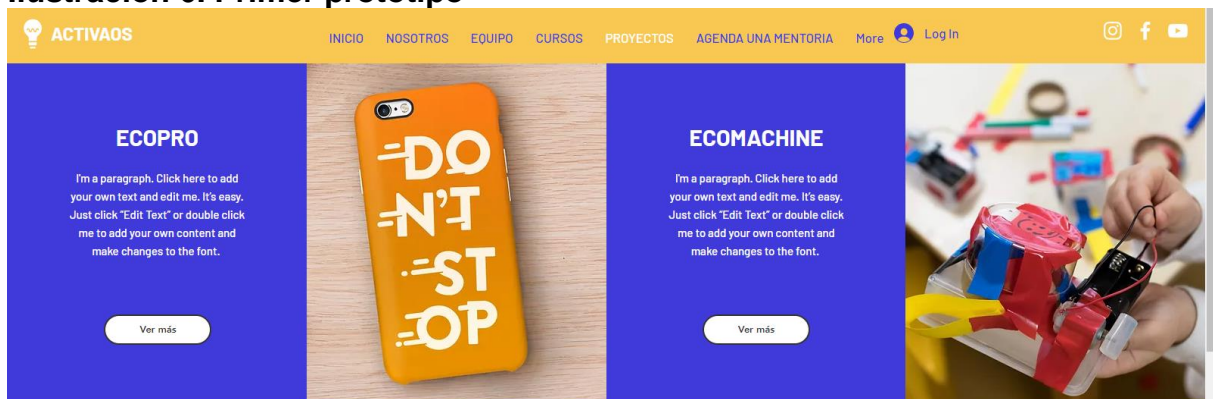 Ilustración 6. Primer prototipo
ACTIVAOS
INICIO NOSOTROS EQUIPO CURSOS PROYECTOS AGENDA UNA MENTORIA More Log In
ECOPRO
I'm a paragraph. Click here to add
your own text and edit me. It's easy.
Just click “Edit Text” or double click
me to add your own content and
make changes to the font.
Ver más
DO
N'T
ST
OP
ECOMACHINE
I'm a paragraph. Click here to add
your own text and edit me. It's easy.
Just click “Edit Text” or double click
me to add your own content and
make changes to the font.
Ver más